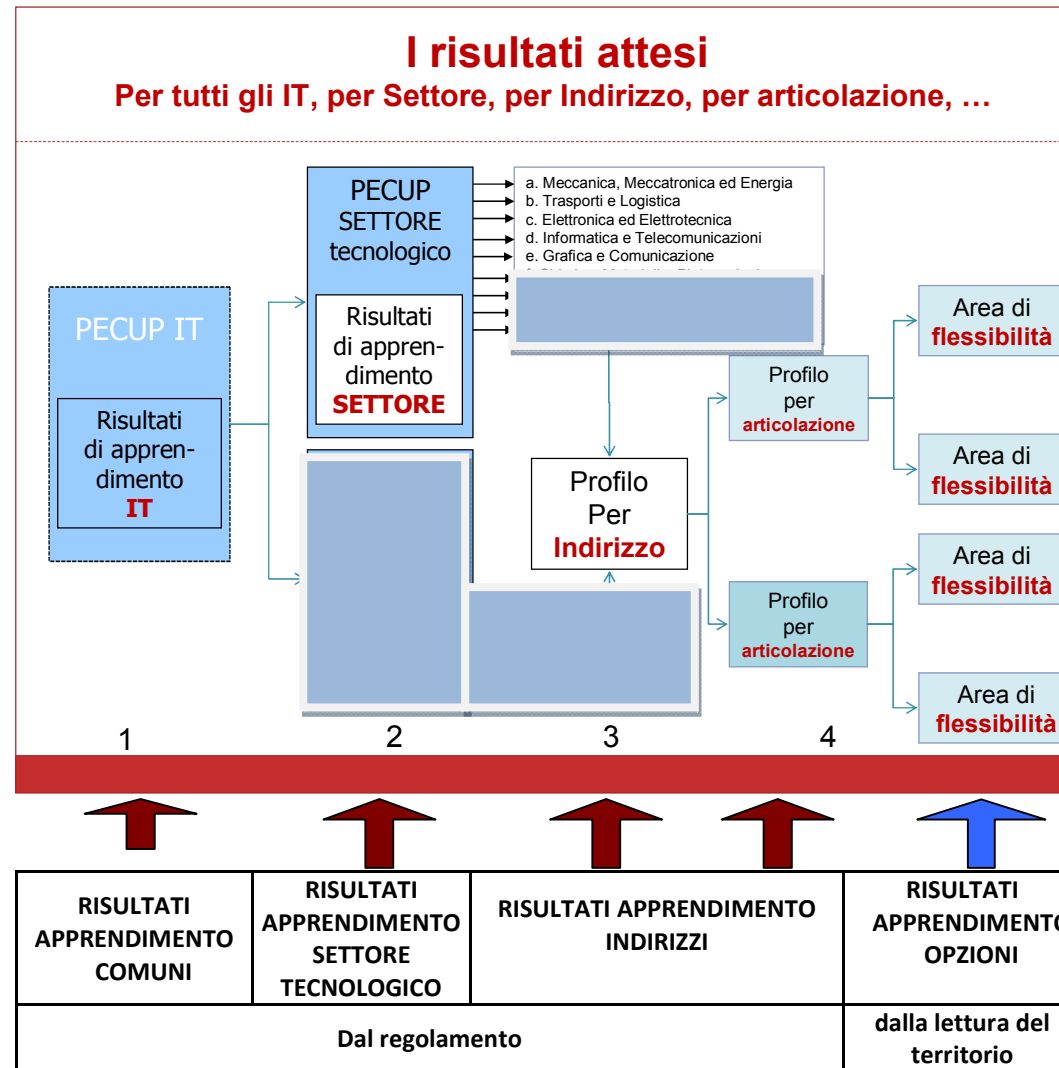 I risultati attesi
Per tutti gli IT, per Settore, per Indirizzo, per articolazione, …
PECUP IT
Risultati
di appren-
dimento
IT
PECUP
SETTORE
tecnologico
Risultati
di appren-
dimento
SETTORE
a. Meccanica, Meccatronica ed Energia
b. Trasporti e Logistica
c. Elettronica ed Elettrotecnica
d. Informatica e Telecomunicazioni
e. Grafica e Comunicazione
Profilo
Per
Indirizzo
Profilo
per
articolazione
Profilo
per
articolazione
Area di
flessibilità
Area di
flessibilità
Area di
flessibilità
Area di
flessibilità
1
2
3
4
RISULTATI
APPRENDIMENTO
COMUNI
RISULTATI
APPRENDIMENTO
SETTORE
TECNOLOGICO
RISULTATI APPRENDIMENTO
INDIRIZZI
RISULTATI
APPRENDIMENTO
OPZIONI
Dal regolamento
dalla lettura del
territorio